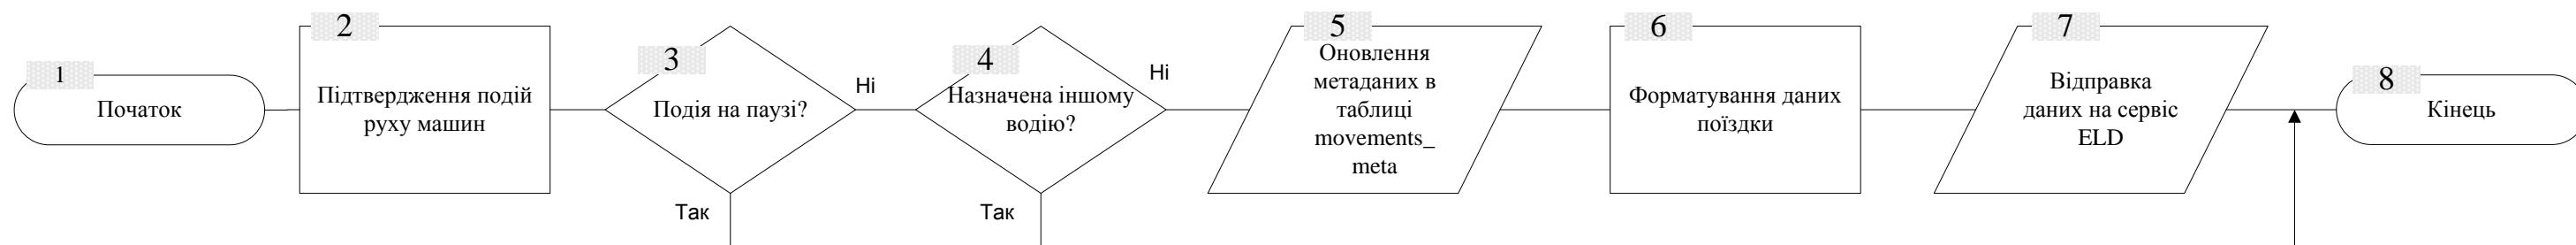 1
Початок
2
Підтвердження подій
руху машин
3
Подія на паузі?
Ні
Так
4
Назначена іншому
водію?
Ні
Так
5
Оновлення
метаданих в
таблиці
movements_
meta
6
Форматування даних
поїздки
7
Відправка
даних на сервіс
ELD
8
Кінець